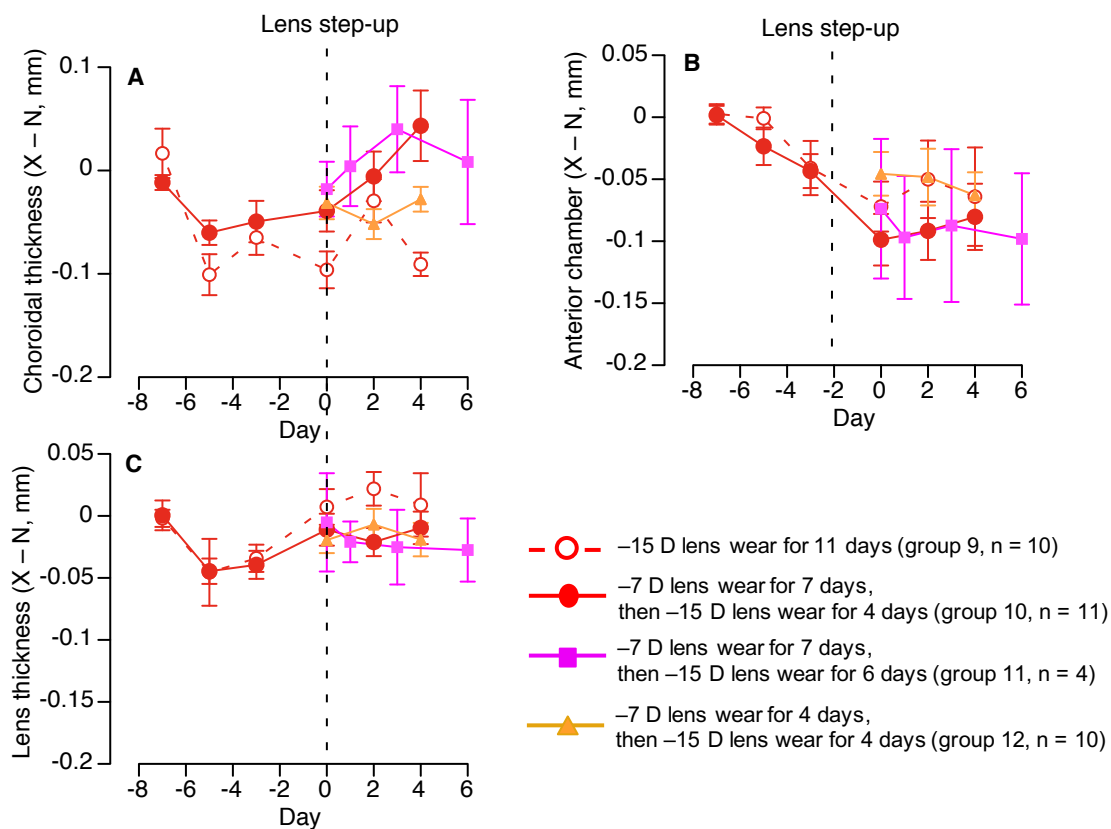 Lens step-up
A
Choroidal thickness (X – N, mm)
0.1
0
-0.1
-0.2
-8 -6 -4 -2 0 2 4 6
Day
Lens step-up
B
Anterior chamber (X – N, mm)
0.05
0
-0.05
-0.1
-0.15
-0.2
-8 -6 -4 -2 0 2 4 6
Day
C
Lens thickness (X – N, mm)
0.05
0
-0.05
-0.1
-0.15
-0.2
-8 -6 -4 -2 0 2 4 6
Day
–15 D lens wear for 11 days (group 9, n = 10)
–7 D lens wear for 7 days,
then –15 D lens wear for 4 days (group 10, n = 11)
–7 D lens wear for 7 days,
then –15 D lens wear for 6 days (group 11, n = 4)
–7 D lens wear for 4 days,
then –15 D lens wear for 4 days (group 12, n = 10)